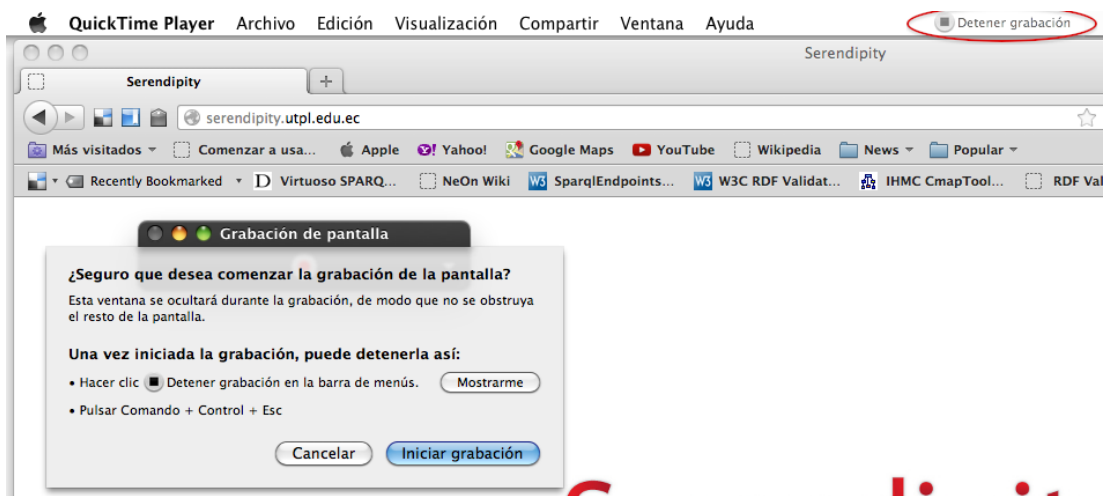 QuickTime Player Archivo Edición Visualización Compartir Ventana Ayuda Detener grabación
Serendipity
Serendipity
serendipity.utpl.edu.ec
Más visitados Comenzar a usa... Apple Yahoo! Google Maps YouTube Wikipedia News Popular
Recently Bookmarked D Virtuoso SPARQ... NeOn Wiki W3 SparqlEndpoints... W3 W3C RDF Validat... IHMC CmapTool... RDF Val
Grabación de pantalla
¿Seguro que desea comenzar la grabación de la pantalla?
Esta ventana se ocultará durante la grabación, de modo que no se obstruya
el resto de la pantalla.
Una vez iniciada la grabación, puede detenerla así:
• Hacer clic Detener grabación en la barra de menús. Mostrarme
• Pulsar Comando + Control + Esc
Cancelar Iniciar grabación